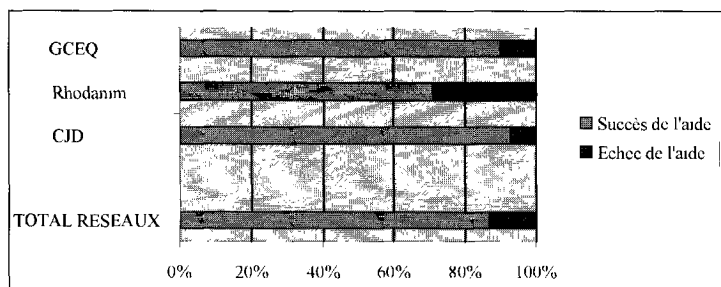 GCEQ
Rhodanim
CJD
TOTAL RESEAUX
Succès de l'aide
Echec de l'aide
0% 20% 40% 60% 80% 100%